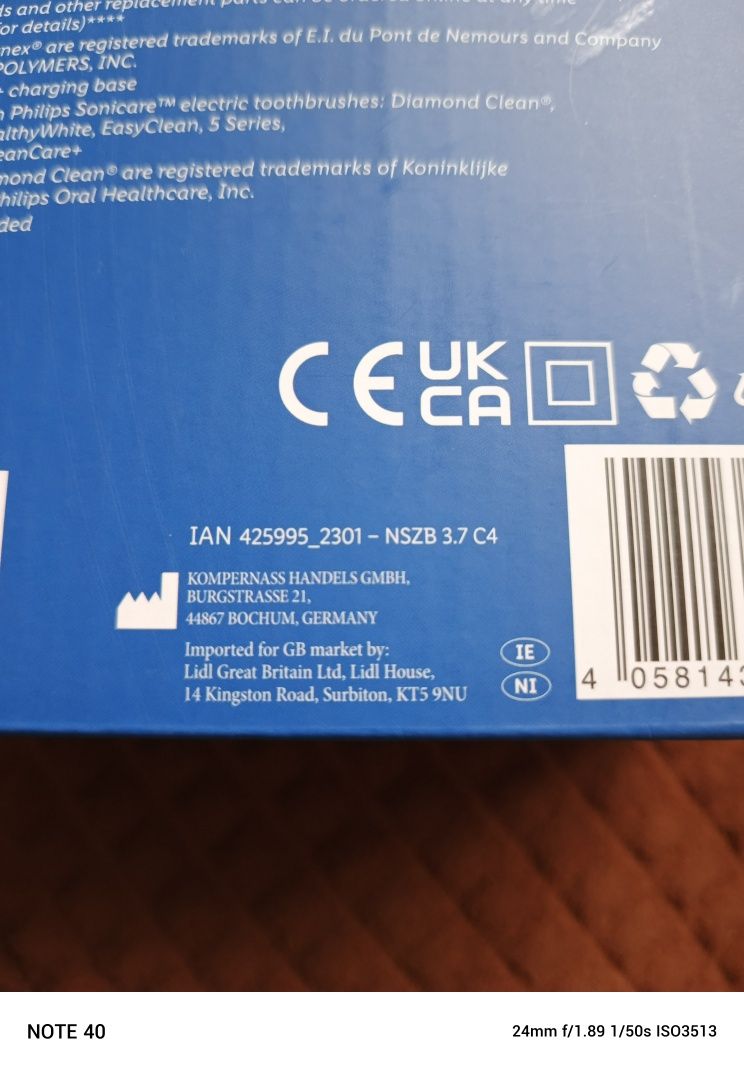 ds and other replacement parts can be ordered online at any time
for details)****
nex® are registered trademarks of E.I. du Pont de Nemours and Company
POLYMERS, INC.
+ charging base
h Philips Sonicare™ electric toothbrushes: Diamond Clean®,
althyWhite, EasyClean, 5 Series,
eanCare+
mond Clean® are registered trademarks of Koninklijke
hilips Oral Healthcare, Inc.
ded
CE UK
CA
IAN 425995_2301 – NSZB 3.7 C4
KOMPERNASS HANDELS GMBH,
BURGSTRASSE 21,
44867 BOCHUM, GERMANY
Imported for GB market by:
Lidl Great Britain Ltd, Lidl House,
14 Kingston Road, Surbiton, KT5 9NU
IE
NI
4 058143
NOTE 40
24mm f/1.89 1/50s ISO3513